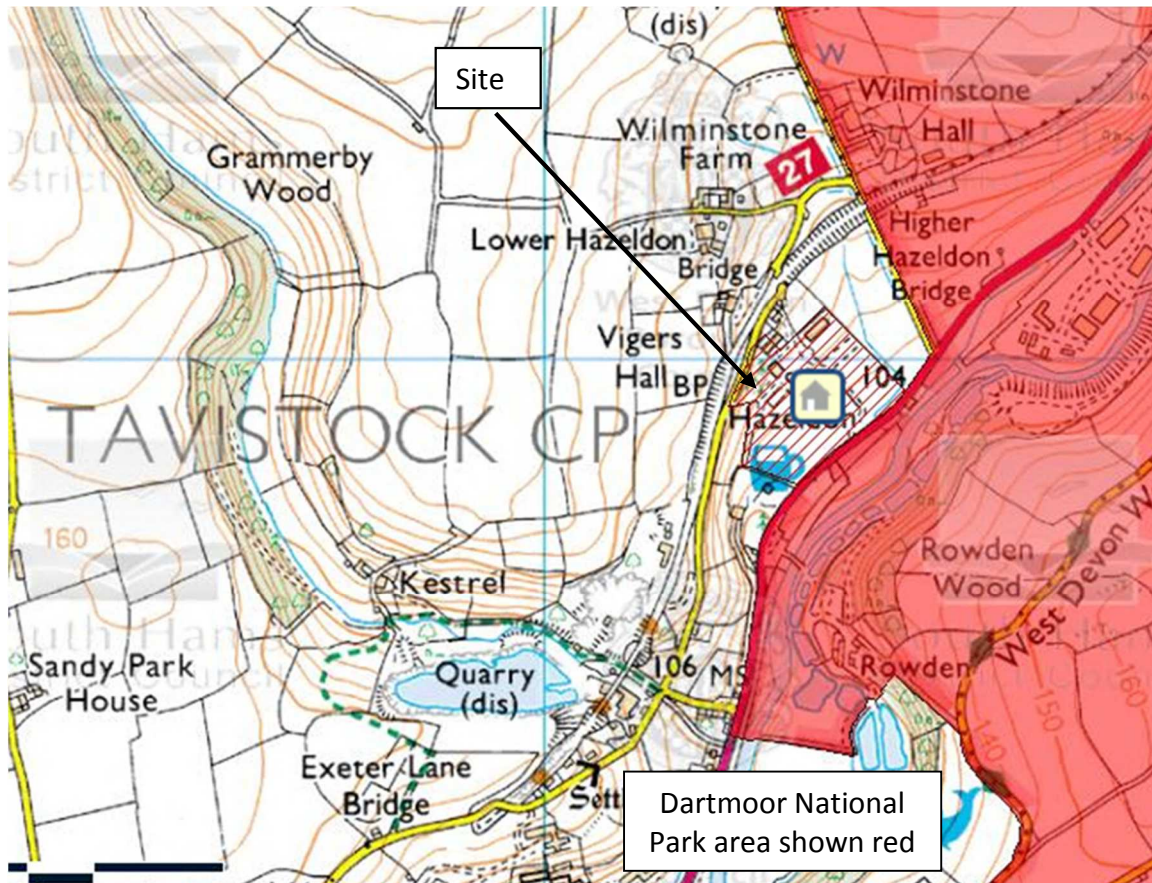 (dis)
W
Site
Wilminstone
Hall
Wilminstone
Farm
27
Grammerby
Wood
Lower Hazeldon
Bridge
Higher
Hazeldon
Bridge
Vigers
Hall BP
104
TAVISTOCK CP
160
Kestrel
Rowden
Wood
West Devon W
Sandy Park
House
Quarry
(dis)
106 MS
Rowden
160
150
140
Exeter Lane
Bridge
Sett
Dartmoor National
Park area shown red